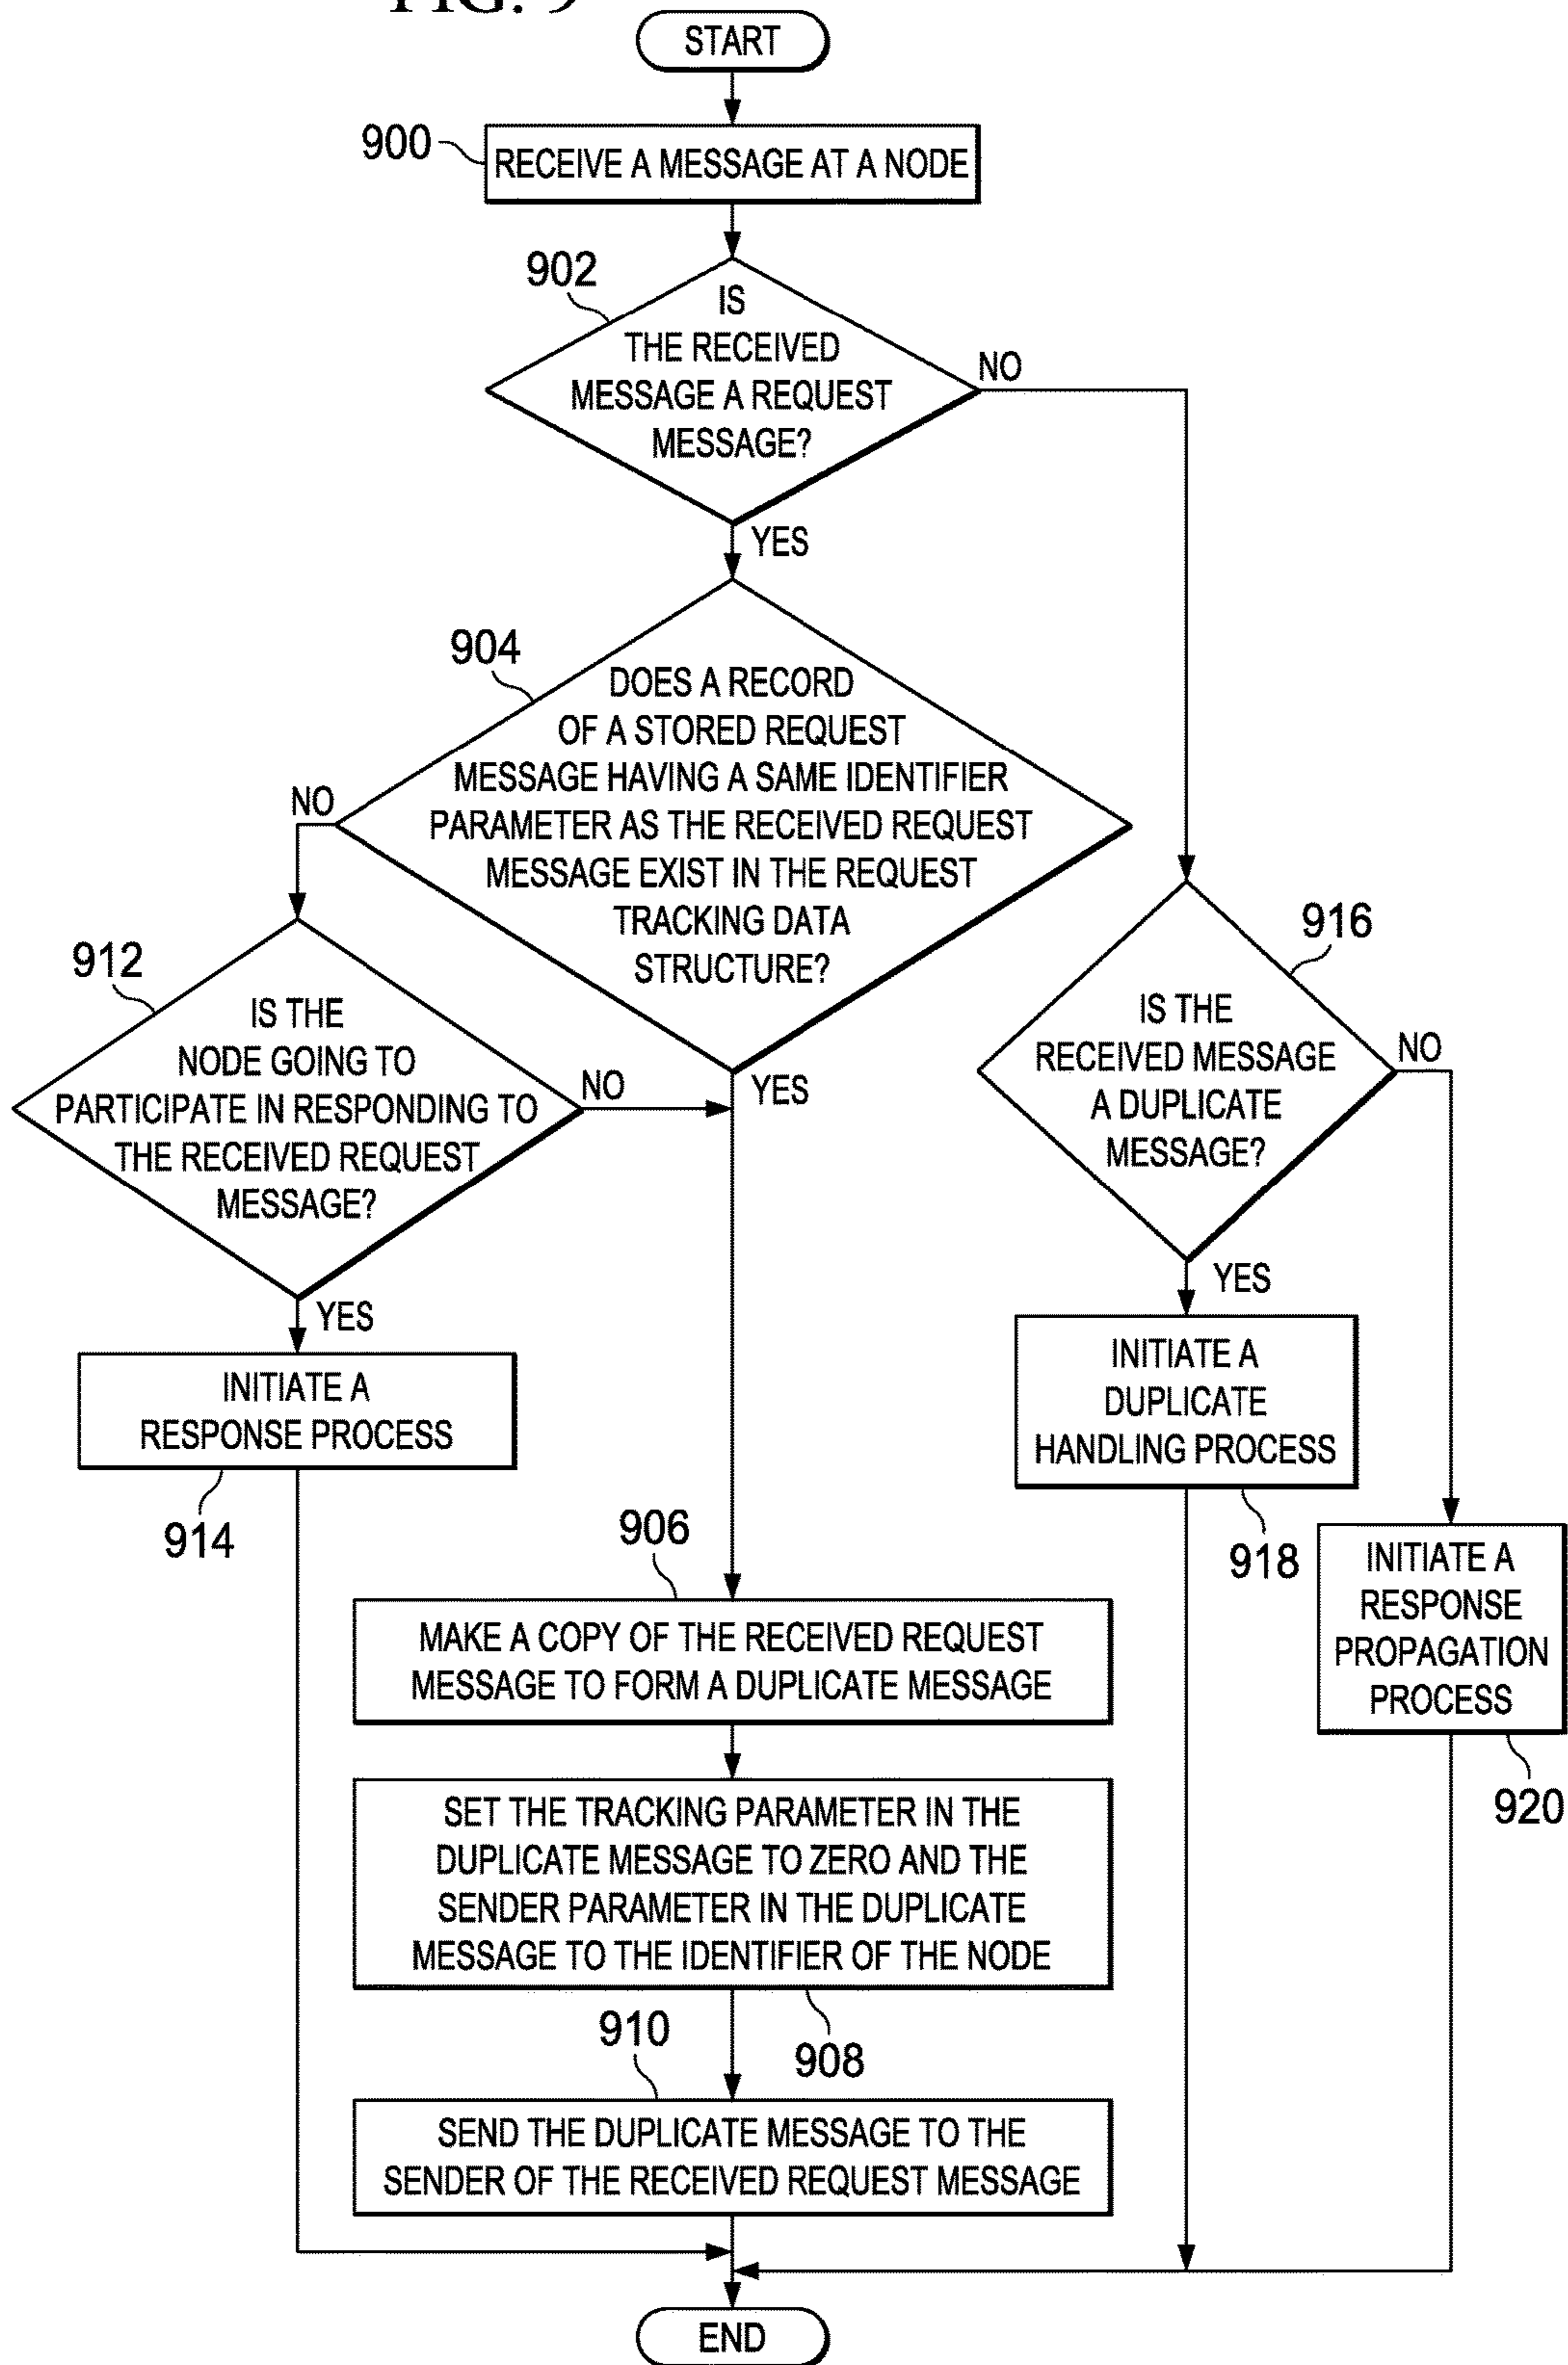 FIG. 9
START
900
RECEIVE A MESSAGE AT A NODE
902
IS
THE RECEIVED
MESSAGE A REQUEST
MESSAGE?
NO
YES
904
DOES A RECORD
OF A STORED REQUEST
MESSAGE HAVING A SAME IDENTIFIER
PARAMETER AS THE RECEIVED REQUEST
MESSAGE EXIST IN THE REQUEST
TRACKING DATA
STRUCTURE?
NO
YES
912
IS THE
NODE GOING TO
PARTICIPATE IN RESPONDING TO
THE RECEIVED REQUEST
MESSAGE?
NO
YES
916
IS THE
RECEIVED MESSAGE
A DUPLICATE
MESSAGE?
NO
YES
INITIATE A
RESPONSE PROCESS
914
INITIATE A
DUPLICATE
HANDLING PROCESS
918
INITIATE A
RESPONSE
PROPAGATION
PROCESS
920
906
MAKE A COPY OF THE RECEIVED REQUEST
MESSAGE TO FORM A DUPLICATE MESSAGE
SET THE TRACKING PARAMETER IN THE
DUPLICATE MESSAGE TO ZERO AND THE
SENDER PARAMETER IN THE DUPLICATE
MESSAGE TO THE IDENTIFIER OF THE NODE
908
910
SEND THE DUPLICATE MESSAGE TO THE
SENDER OF THE RECEIVED REQUEST MESSAGE
END